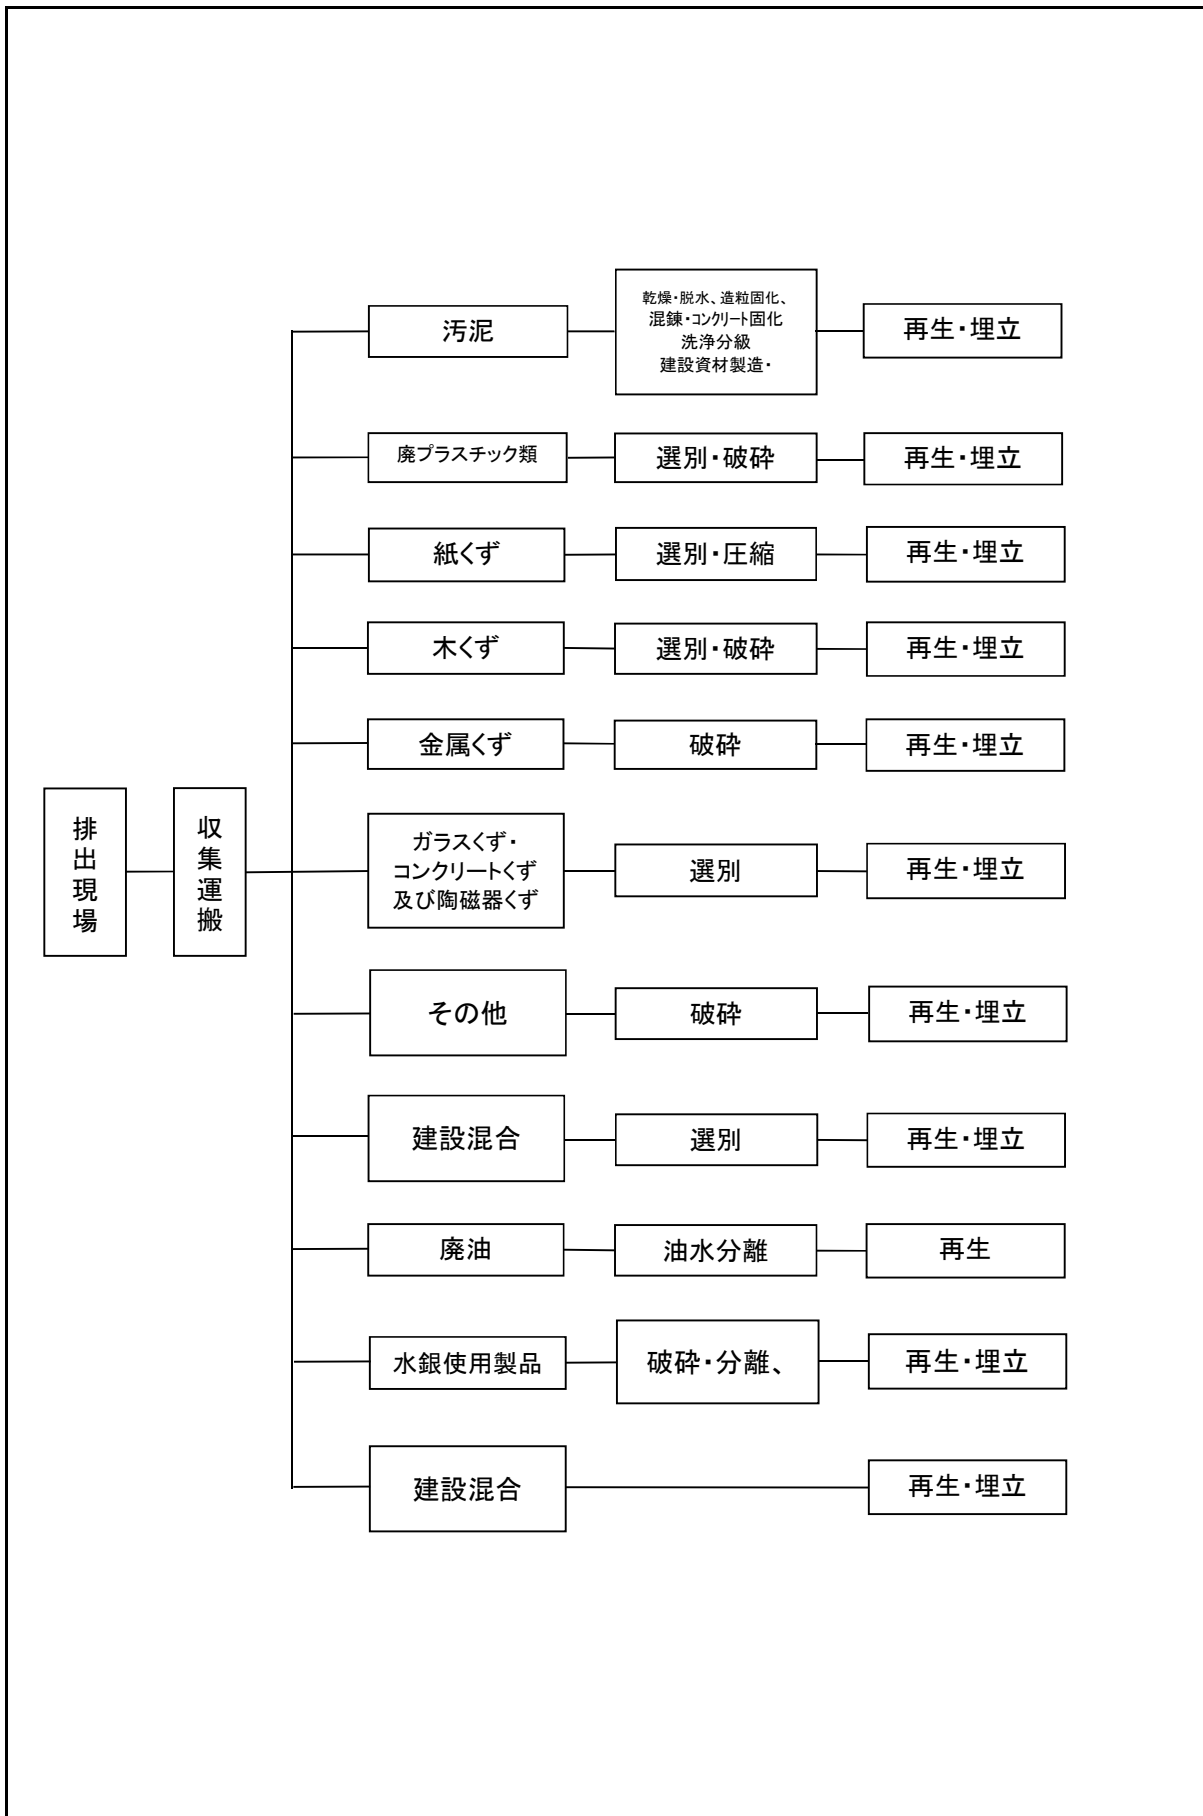 排出現場
収集運搬
汚泥
乾燥・脱水、造粒固化、
混錬・コンクリート固化
洗浄分級
建設資材製造・
再生・埋立
廃プラスチック類
選別・破砕
再生・埋立
紙くず
選別・圧縮
再生・埋立
木くず
選別・破砕
再生・埋立
金属くず
破砕
再生・埋立
ガラスくず・
コンクリートくず
及び陶磁器くず
選別
再生・埋立
その他
破砕
再生・埋立
建設混合
選別
再生・埋立
廃油
油水分離
再生
水銀使用製品
破砕・分離、
再生・埋立
建設混合
再生・埋立